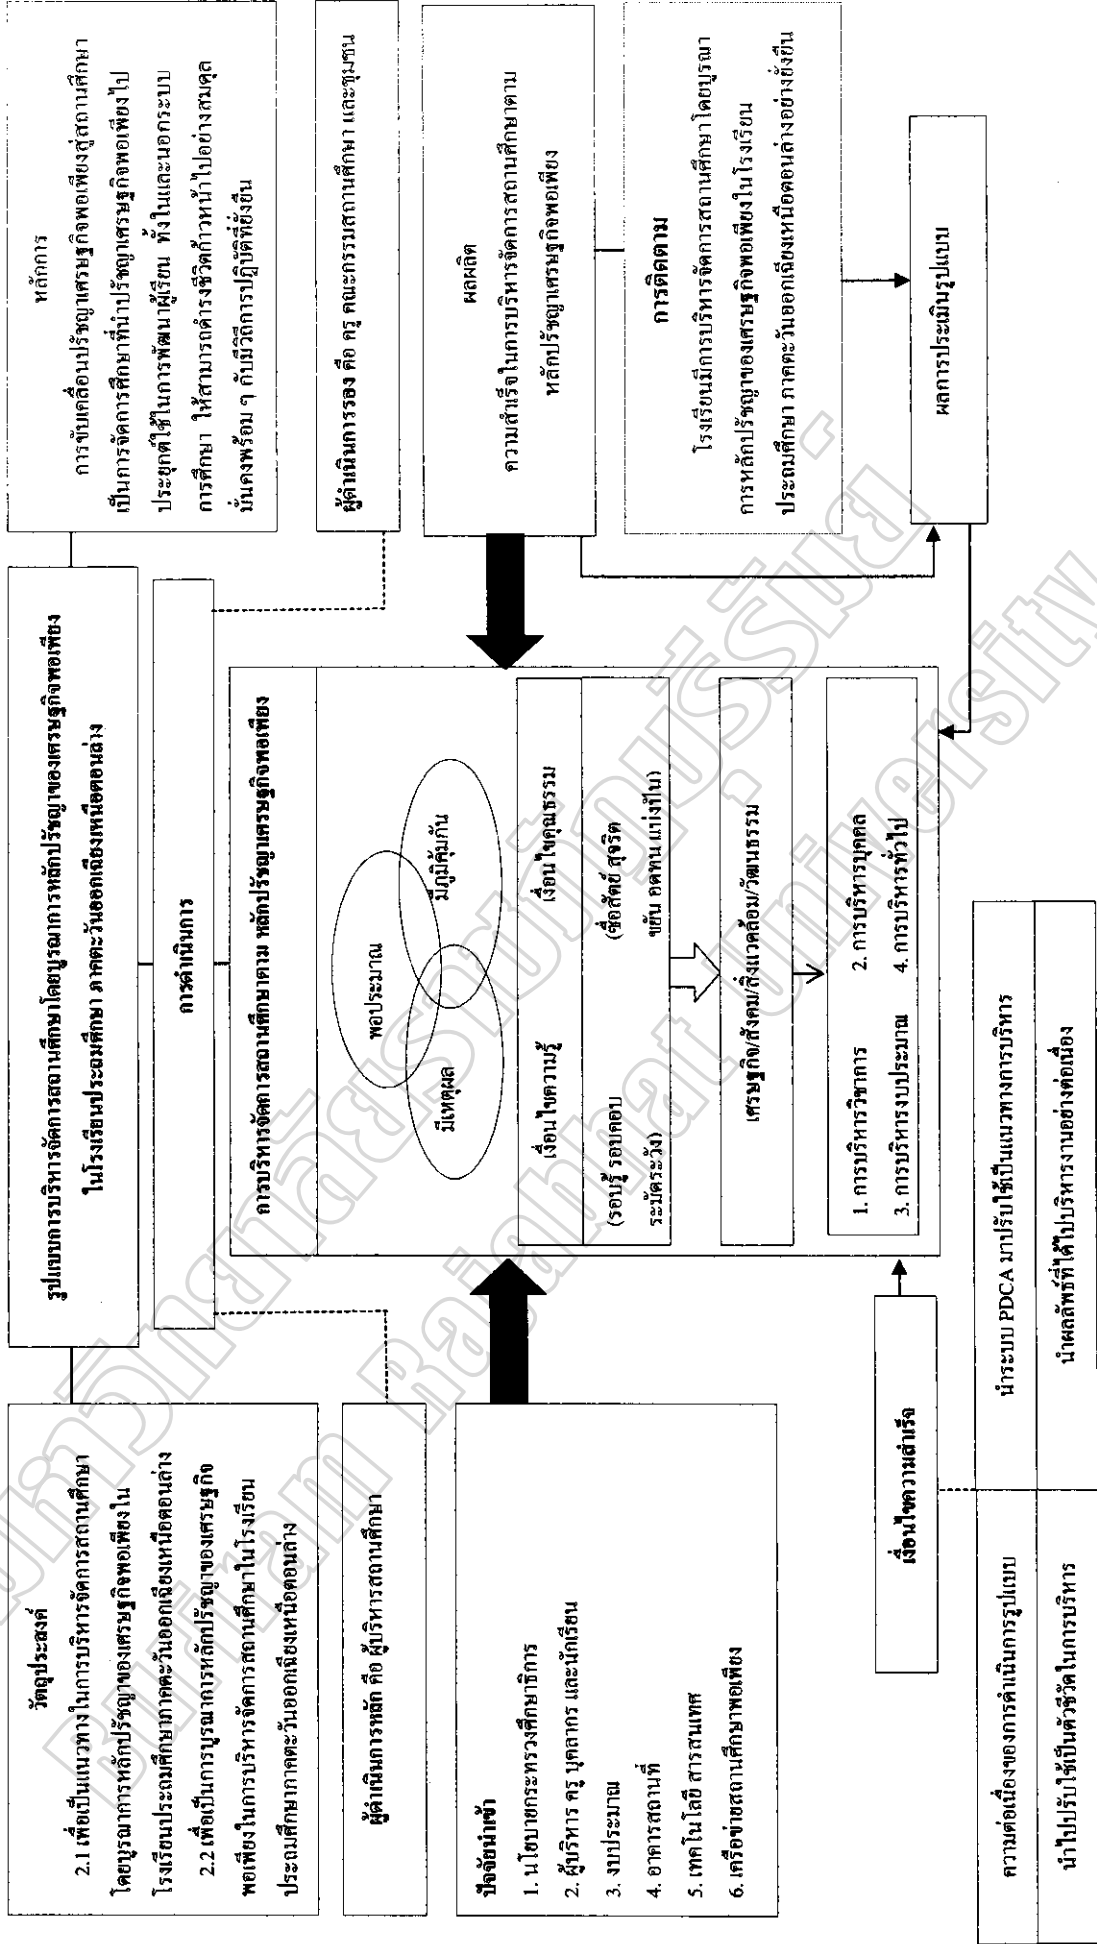 รูปแบบการบริหารจัดการสถานศึกษาโดยบูรณาการหลักปรัชญาของเศรษฐกิจพอเพียง
ในโรงเรียนประถมศึกษา ภาคตะวันออกเฉียงเหนือตอนล่าง
วัตถุประสงค์
2.1 เพื่อเป็นแนวทางในการบริหารจัดการสถานศึกษา
โดยบูรณาการหลักปรัชญาของเศรษฐกิจพอเพียงใน
โรงเรียนประถมศึกษาภาคตะวันออกเฉียงเหนือตอนล่าง
2.2 เพื่อเป็นการบูรณาการหลักปรัชญาของเศรษฐกิจ
พอเพียงในการบริหารจัดการสถานศึกษาในโรงเรียน
ประถมศึกษาภาคตะวันออกเฉียงเหนือตอนล่าง
หลักการ
การขับเคลื่อนปรัชญาเศรษฐกิจพอเพียงสู่สถานศึกษา
เป็นการจัดการศึกษาที่นำปรัชญาเศรษฐกิจพอเพียงไป
ประยุกต์ใช้ในการพัฒนาผู้เรียน ทั้งในและนอกระบบ
การศึกษา ให้สามารถดำรงชีวิตก้าวหน้าไปอย่างสมดุล
มั่นคงพร้อม ๆ กับมีวิถีการปฏิบัติที่ยั่งยืน
การดำเนินการ
ผู้ดำเนินการหลัก คือ ผู้บริหารสถานศึกษา
ผู้ดำเนินการรอง คือ ครู คณะกรรมสถานศึกษา และชุมชน
การบริหารจัดการสถานศึกษาตาม หลักปรัชญาเศรษฐกิจพอเพียง
พอประมาณ
มีเหตุผล
มีภูมิคุ้มกัน
เงื่อนไขความรู้
(รอบรู้ รอบคอบ
ระมัดระวัง)
เงื่อนไขคุณธรรม
(ซื่อสัตย์ สุจริต
ขยัน อดทน แบ่งปัน)
เศรษฐกิจ/สังคม/สิ่งแวดล้อม/วัฒนธรรม
1. การบริหารวิชาการ 2. การบริหารบุคคล
3. การบริหารงบประมาณ 4. การบริหารทั่วไป
ปัจจัยนำเข้า
1. นโยบายกระทรวงศึกษาธิการ
2. ผู้บริหาร ครู บุคลากร และนักเรียน
3. งบประมาณ
4. อาคารสถานที่
5. เทคโนโลยี สารสนเทศ
6. เครือข่ายสถานศึกษาพอเพียง
ผลผลิต
ความสำเร็จในการบริหารจัดการสถานศึกษาตาม
หลักปรัชญาเศรษฐกิจพอเพียง
การติดตาม
โรงเรียนมีการบริหารจัดการสถานศึกษาโดยบูรณา
การหลักปรัชญาของเศรษฐกิจพอเพียงในโรงเรียน
ประถมศึกษา ภาคตะวันออกเฉียงเหนือตอนล่างอย่างยั่งยืน
ผลการประเมินรูปแบบ
เงื่อนไขความสำเร็จ
ความต่อเนื่องของการดำเนินการรูปแบบ
นำระบบ PDCA มาปรับใช้เป็นแนวทางการบริหาร
นำไปปรับใช้เป็นตัวชี้วัดในการบริหาร
นำผลลัพธ์ที่ได้ไปบริหารงานอย่างต่อเนื่อง
มหาวิทยาลัยราชภัฏบุรีรัมย์
Buriram Rajabhat University